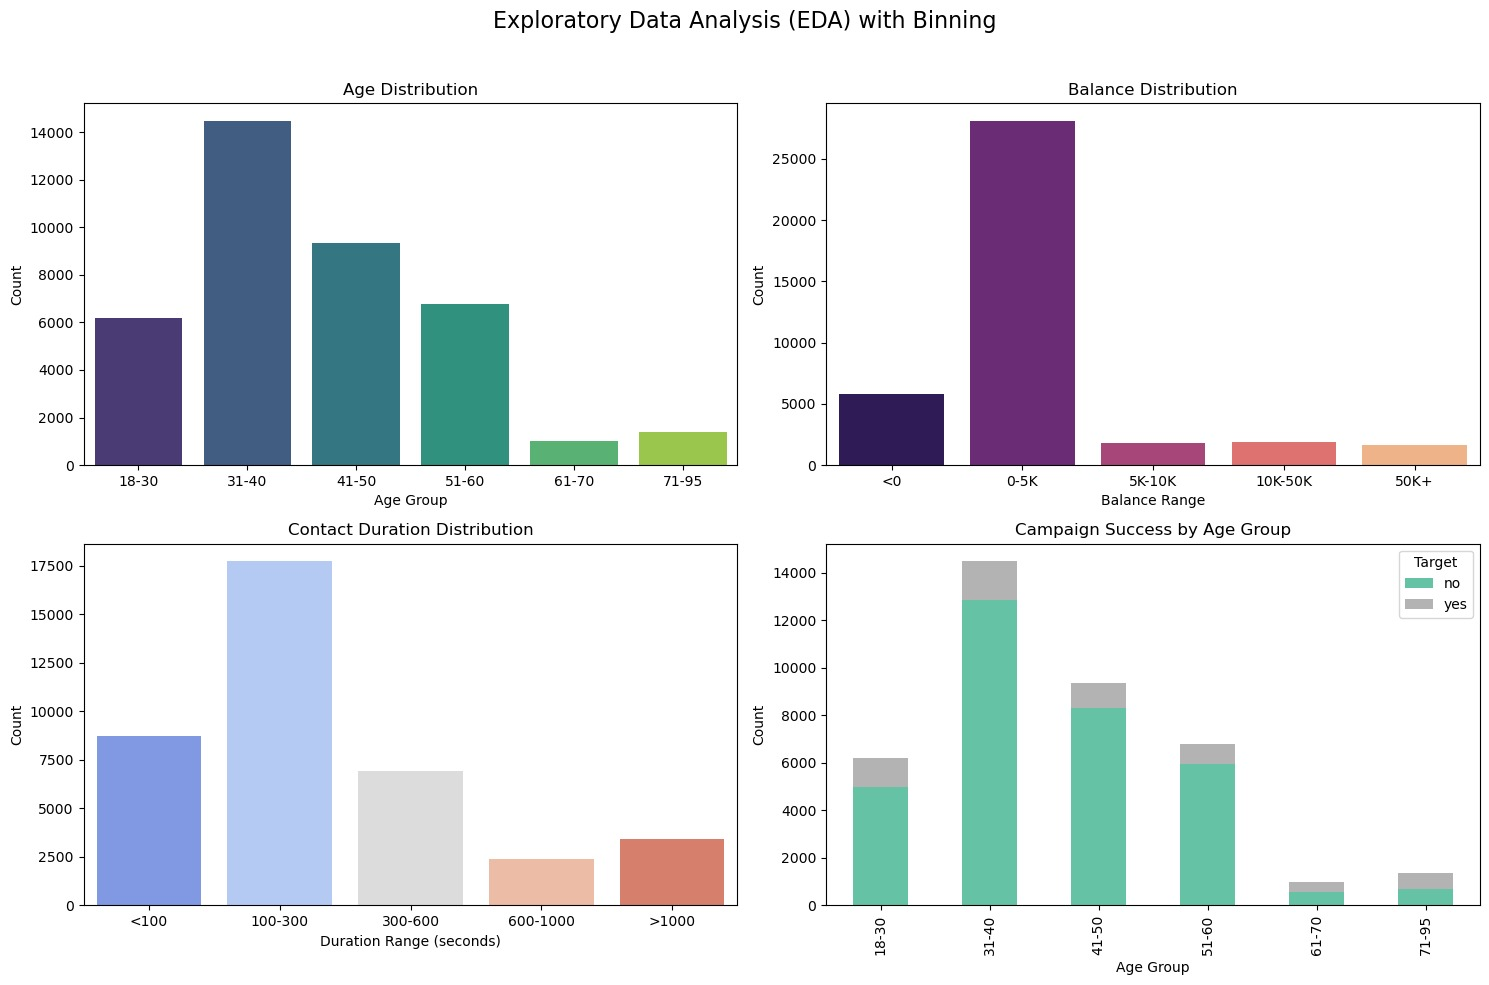 Exploratory Data Analysis (EDA) with Binning
Age Distribution
Count
14000
12000
10000
8000
6000
4000
2000
0
18-30 31-40 41-50 51-60 61-70 71-95
Age Group
Balance Distribution
Count
25000
20000
15000
10000
5000
0
<0 0-5K 5K-10K 10K-50K 50K+
Balance Range
Contact Duration Distribution
Count
17500
15000
12500
10000
7500
5000
2500
0
<100 100-300 300-600 600-1000 >1000
Duration Range (seconds)
Campaign Success by Age Group
Target
no
yes
Count
14000
12000
10000
8000
6000
4000
2000
0
18-30 31-40 41-50 51-60 61-70 71-95
Age Group